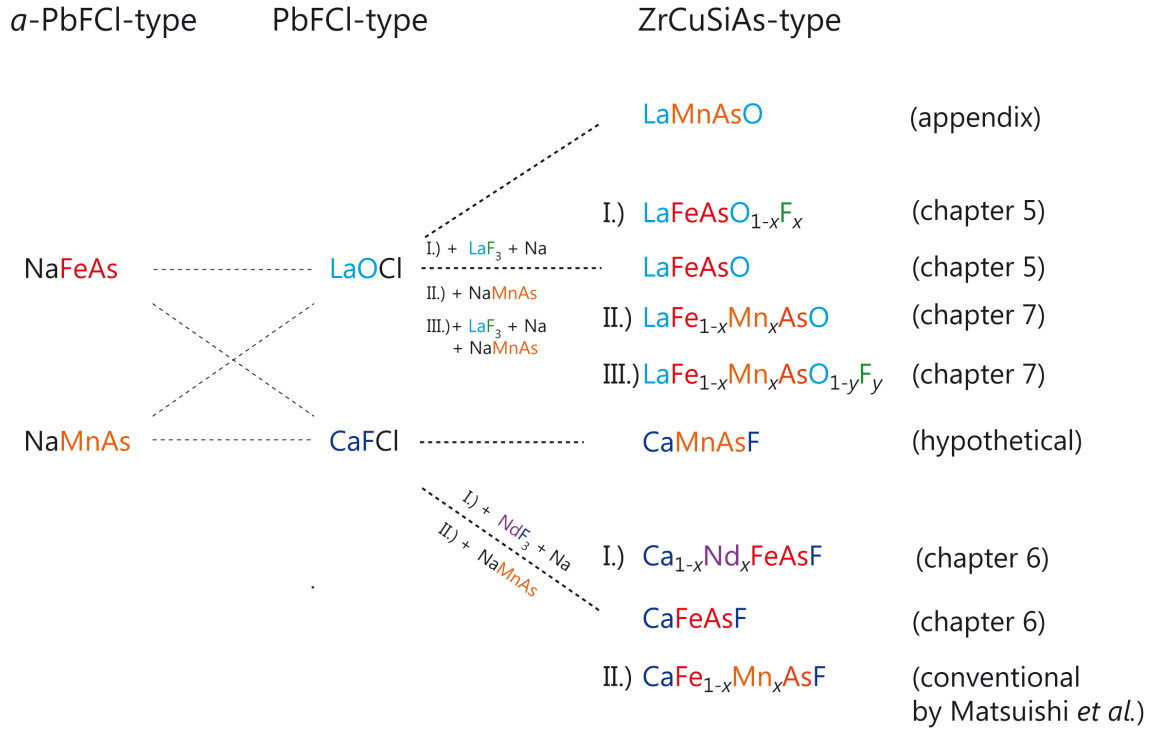 a-PbFCl-type PbFCl-type ZrCuSiAs-type
LaMnAsO (appendix)
I.) LaFeAsO1-xFx (chapter 5)
I.) + LaF3 + Na
NaFeAs LaOCl LaFeAsO (chapter 5)
II.) + NaMnAs
II.) LaFe1-xMnxAsO (chapter 7)
III.) + LaF3 + Na
+ NaMnAs
III.) LaFe1-xMnxAsO1-yFy (chapter 7)
NaMnAs CaFCl CaMnAsF (hypothetical)
I.) + NdF3 + Na
II.) + NaMnAs
I.) Ca1-xNdxFeAsF (chapter 6)
CaFeAsF (chapter 6)
II.) CaFe1-xMnxAsF (conventional
by Matsuishi et al.)